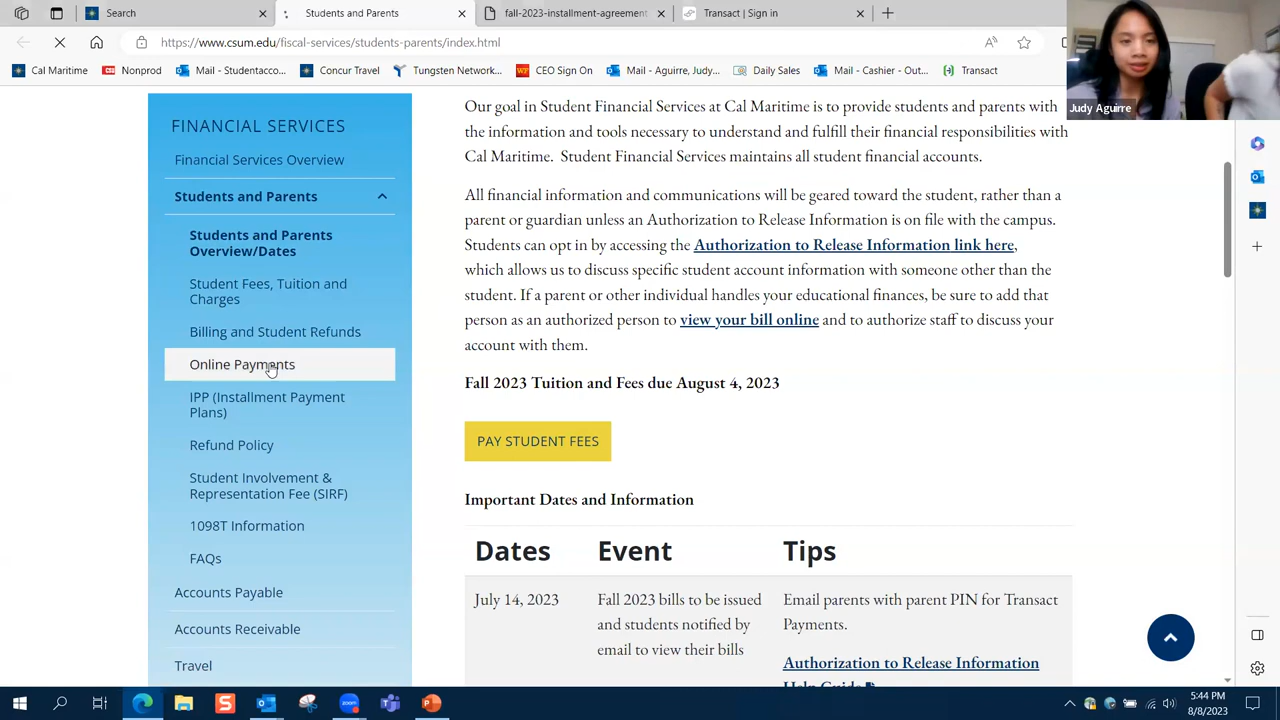 Search
Students and Parents
fall-2023-installment-agreement
Transact | Sign in
https://www.csum.edu/fiscal-services/students-parents/index.html
Cal Maritime
Nonprod
Mail - Studentacco...
Concur Travel
Tungsten Network...
CEO Sign On
Mail - Aguirre, Judy...
Daily Sales
Mail - Cashier - Out...
Transact
Judy Aguirre
FINANCIAL SERVICES
Financial Services Overview
Students and Parents
Students and Parents
Overview/Dates
Student Fees, Tuition and
Charges
Billing and Student Refunds
Online Payments
IPP (Installment Payment
Plans)
Refund Policy
Student Involvement &
Representation Fee (SIRF)
1098T Information
FAQs
Accounts Payable
Accounts Receivable
Travel
Our goal in Student Financial Services at Cal Maritime is to provide students and parents with
the information and tools necessary to understand and fulfill their financial responsibilities with
Cal Maritime. Student Financial Services maintains all student financial accounts.
All financial information and communications will be geared toward the student, rather than a
parent or guardian unless an Authorization to Release Information is on file with the campus.
Students can opt in by accessing the Authorization to Release Information link here,
which allows us to discuss specific student account information with someone other than the
student. If a parent or other individual handles your educational finances, be sure to add that
person as an authorized person to view your bill online and to authorize staff to discuss your
account with them.
Fall 2023 Tuition and Fees due August 4, 2023
PAY STUDENT FEES
Important Dates and Information
Dates Event Tips
July 14, 2023
Fall 2023 bills to be issued
and students notified by
email to view their bills
Email parents with parent PIN for Transact
Payments.
Authorization to Release Information
Help Guide
5:44 PM
8/8/2023